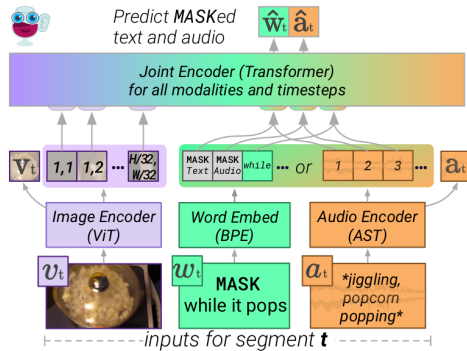 Predict MASKed
text and audio
ŵt ât
Joint Encoder (Transformer)
for all modalities and timesteps
vt 1,1 1,2 ... H/32, W/32
MASK Text MASK Audio while ... or 1 2 3 ... at
Image Encoder
(ViT)
Word Embed
(BPE)
Audio Encoder
(AST)
vt
wt
MASK
while it pops
at
*jiggling,
popcorn
popping*
inputs for segment t